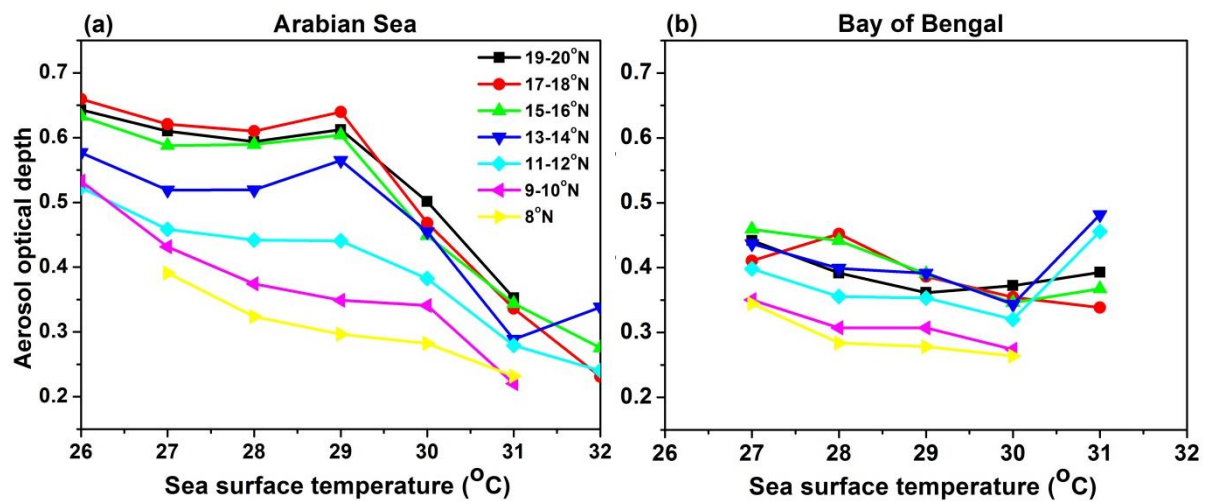 (a) Arabian Sea
(b) Bay of Bengal
Aerosol optical depth
0.7
0.6
0.5
0.4
0.3
0.2
19-20°N
17-18°N
15-16°N
13-14°N
11-12°N
9-10°N
8°N
26 27 28 29 30 31 32
Sea surface temperature (°C)
0.7
0.6
0.5
0.4
0.3
0.2
26 27 28 29 30 31 32
Sea surface temperature (°C)